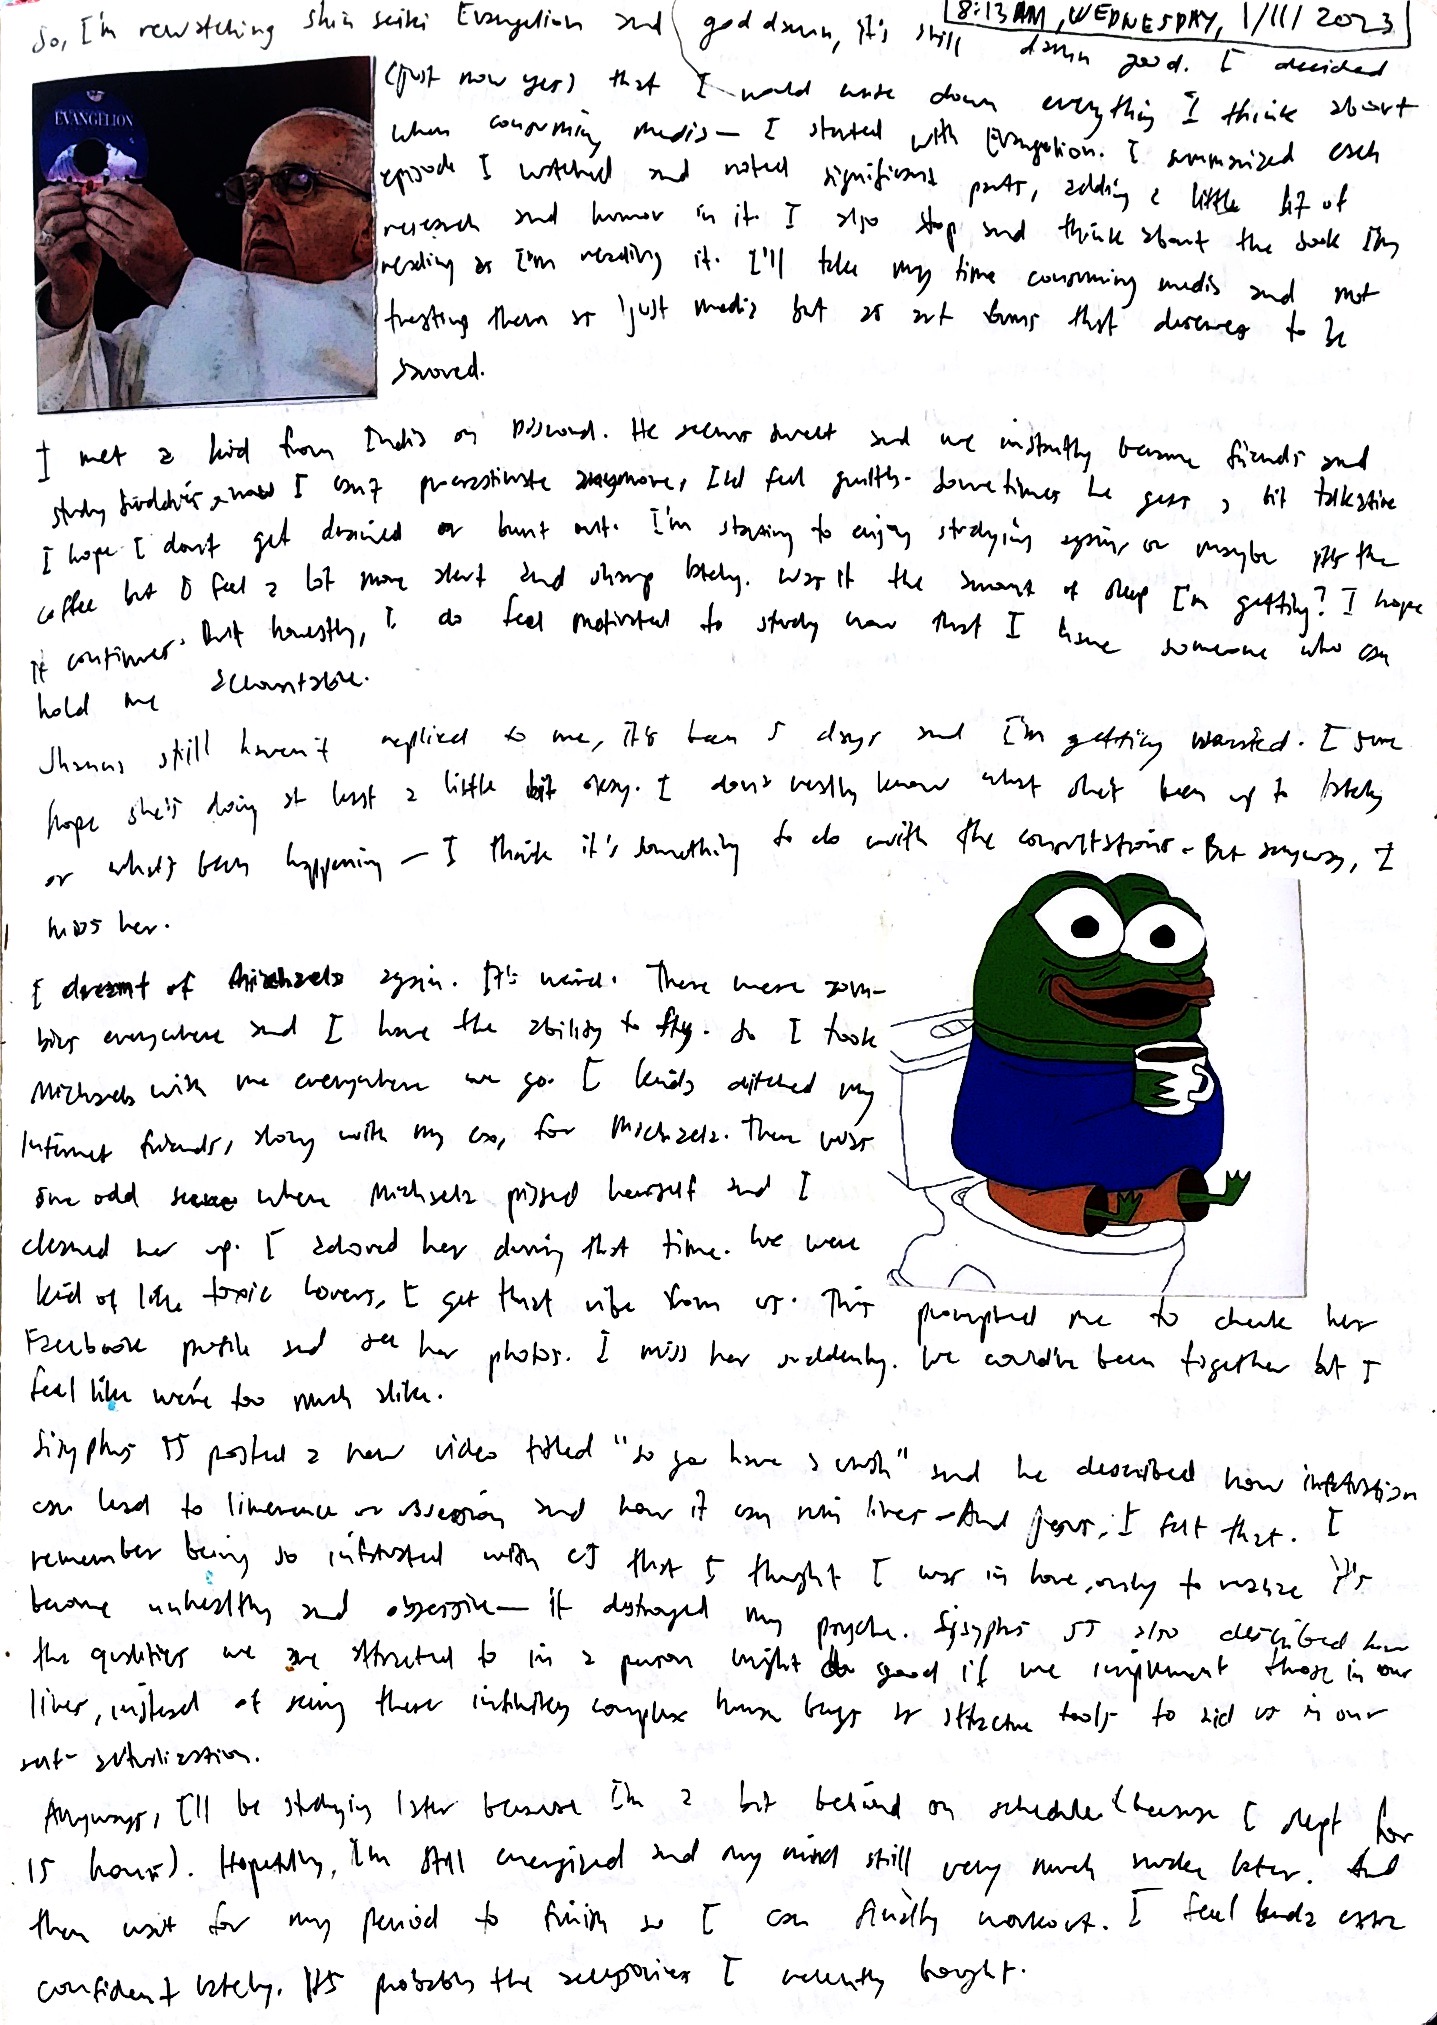 8:13 AM, WEDNESDAY, 1/11/2023
So, I'm rewatching Shin seiki Evangelion and goddamn, it's still damn good. I decided
(just now yes) that I would write down everything I think about
when consuming media— I started with Evangelion. I summarized each
episode I watched and noted significant parts, adding a little bit of
research and humor in it. I also stop and think about the book I'm
reading as I'm reading it. I'll take my time consuming media and not
treating them as 'just media but as art forms that deserves to be
savored.
EVANGELION
I met a kid from India on Discord. He seems sweet and we instantly became friends and
study buddies, now I can't procrastinate anymore, I'd feel guilty. Sometimes he gets a bit talkative
I hope I don't get drained or burnt out. I'm starting to enjoy studying again or maybe it's the
coffee but I feel a lot more alert and sharp lately. Was it the amount of sleep I'm getting? I hope
it continues. But honestly, I do feel motivated to study now that I have someone who can
hold me accountable.
still haven't replied to me, it's been 5 days and I'm getting worried. I sure
hope she's doing at least a little bit okay. I don't really know what she's been up to lately
or what's been happening — I think it's something to do with the consultations. But anyway, I
miss her.
I dreamt of Michaela again. It's weird. There were zom-
bies everywhere and I have the ability to fly. So I took
Michaela with me everywhere we go. I kinda ditched my
Internet friends, along with my ex, for Michaela. There was
one odd scene where Michaela pissed herself and I
cleaned her up. I adored her during that time. We were
kid of like toxic lovers, I get that vibe from us. This prompted me to check her
Facebook profile and see her photos. I miss her suddenly. We could've been together but I
feel like we're too much alike.
Sisyphus 55 posted a new video titled "so you have a crush" and he described how infatuation
can lead to limerence or obsession and how it can ruin lives - And Jesus, I felt that. I
remember being so infatuated with CJ that I thought I was in love, only to realize it's
become unhealthy and obsessive— it destroyed my psyche. Sisyphus 55 also described how
the qualities we are attracted to in a person might do good if we implement those in our
lives, instead of seeing these infinitely complex human beings as attractive tools to aid us in our
self-actualization.
Anyways, I'll be studying later because I'm a bit behind on schedule (because I slept for
15 hours). Hopefully, I'm still energized and my mind still very much awake later. And
then wait for my period to finish so I can finally workout. I feel kinda extra
confident lately. It's probably the accessories I recently bought.